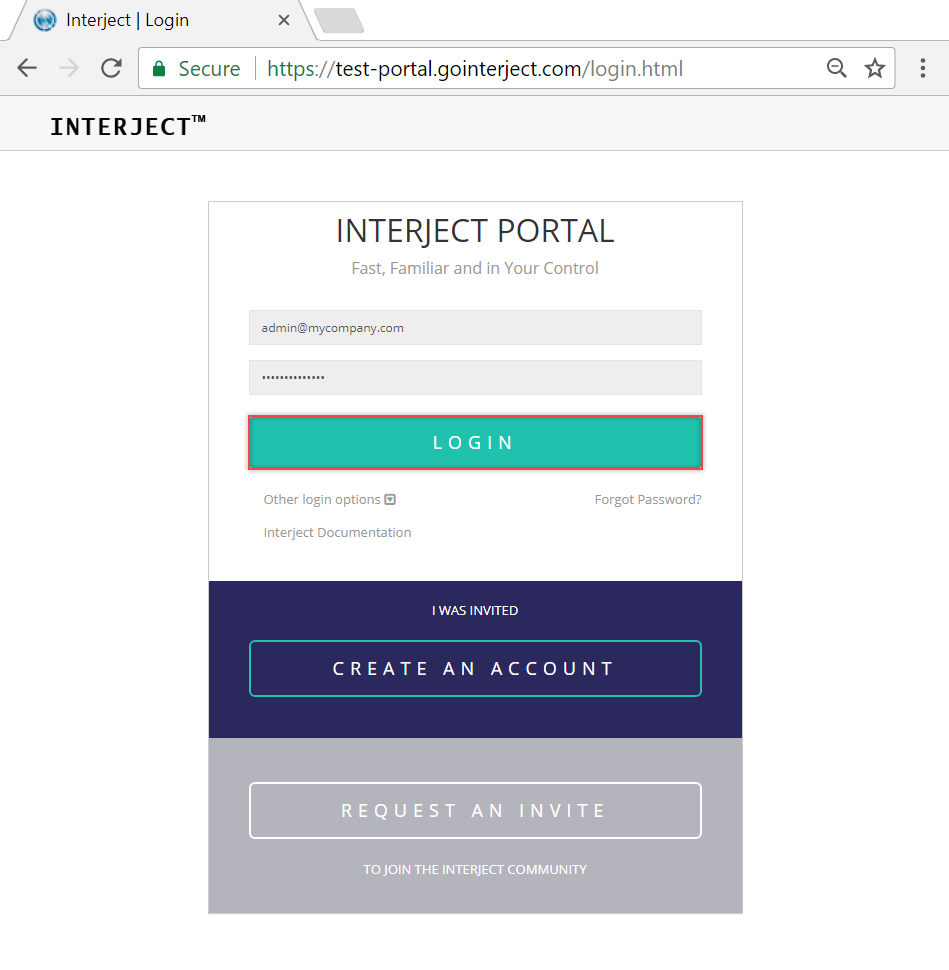 Interject | Login
Secure https://test-portal.gointerject.com/login.html
INTERJECT™
INTERJECT PORTAL
Fast, Familiar and in Your Control
admin@mycompany.com
••••••••••••••
LOGIN
Other login options Forgot Password?
Interject Documentation
I WAS INVITED
CREATE AN ACCOUNT
REQUEST AN INVITE
TO JOIN THE INTERJECT COMMUNITY